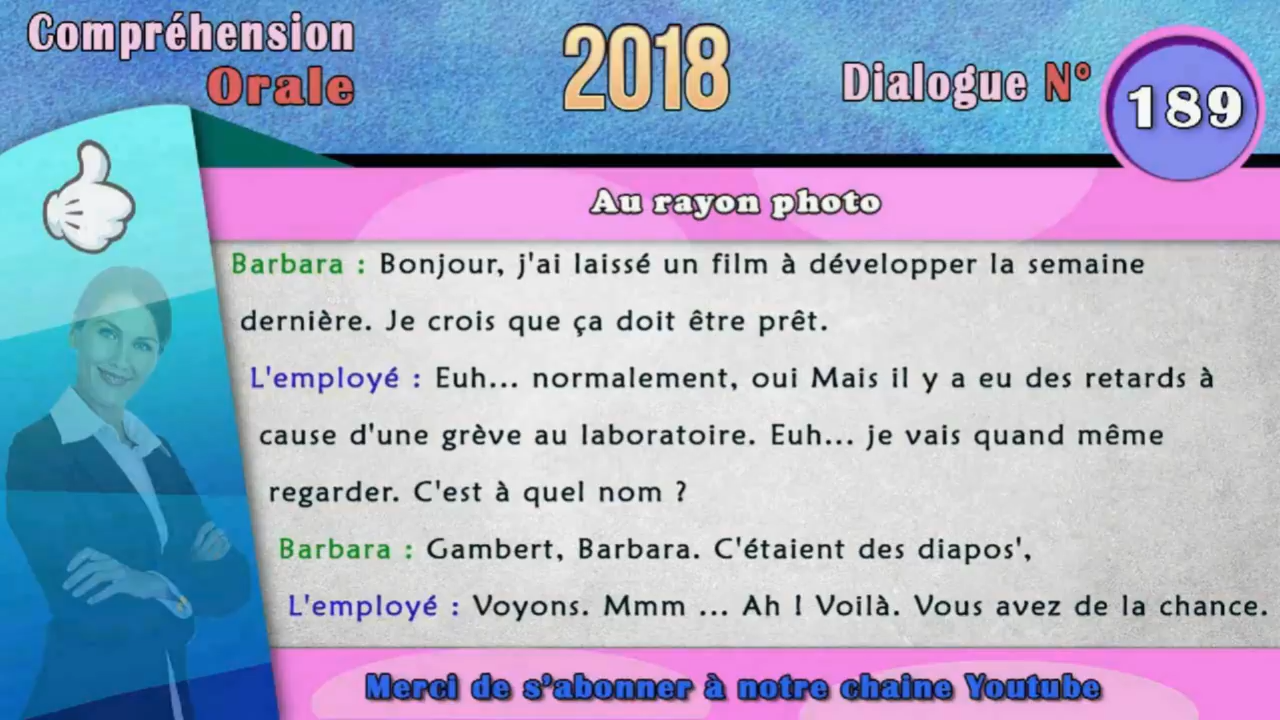 Compréhension
Orale
2018
Dialogue N°
189
Au rayon photo
Barbara : Bonjour, j'ai laissé un film à développer la semaine
dernière. Je crois que ça doit être prêt.
L'employé : Euh... normalement, oui Mais il y a eu des retards à
cause d'une grève au laboratoire. Euh... je vais quand même
regarder. C'est à quel nom ?
Barbara : Gambert, Barbara. C'étaient des diapos',
L'employé : Voyons. Mmm ... Ah ! Voilà. Vous avez de la chance.
Merci de s'abonner à notre chaine Youtube